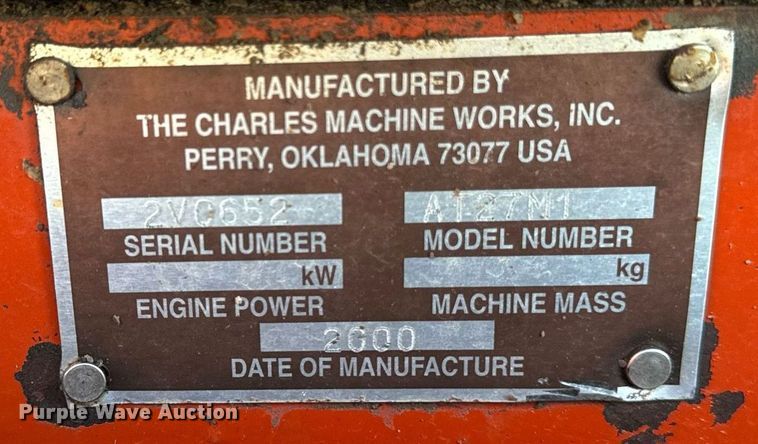 MANUFACTURED BY
THE CHARLES MACHINE WORKS, INC.
PERRY, OKLAHOMA 73077 USA
AT27M1
SERIAL NUMBER
MODEL NUMBER
kW
kg
ENGINE POWER
MACHINE MASS
DATE OF MANUFACTURE
Purple Wave Auction